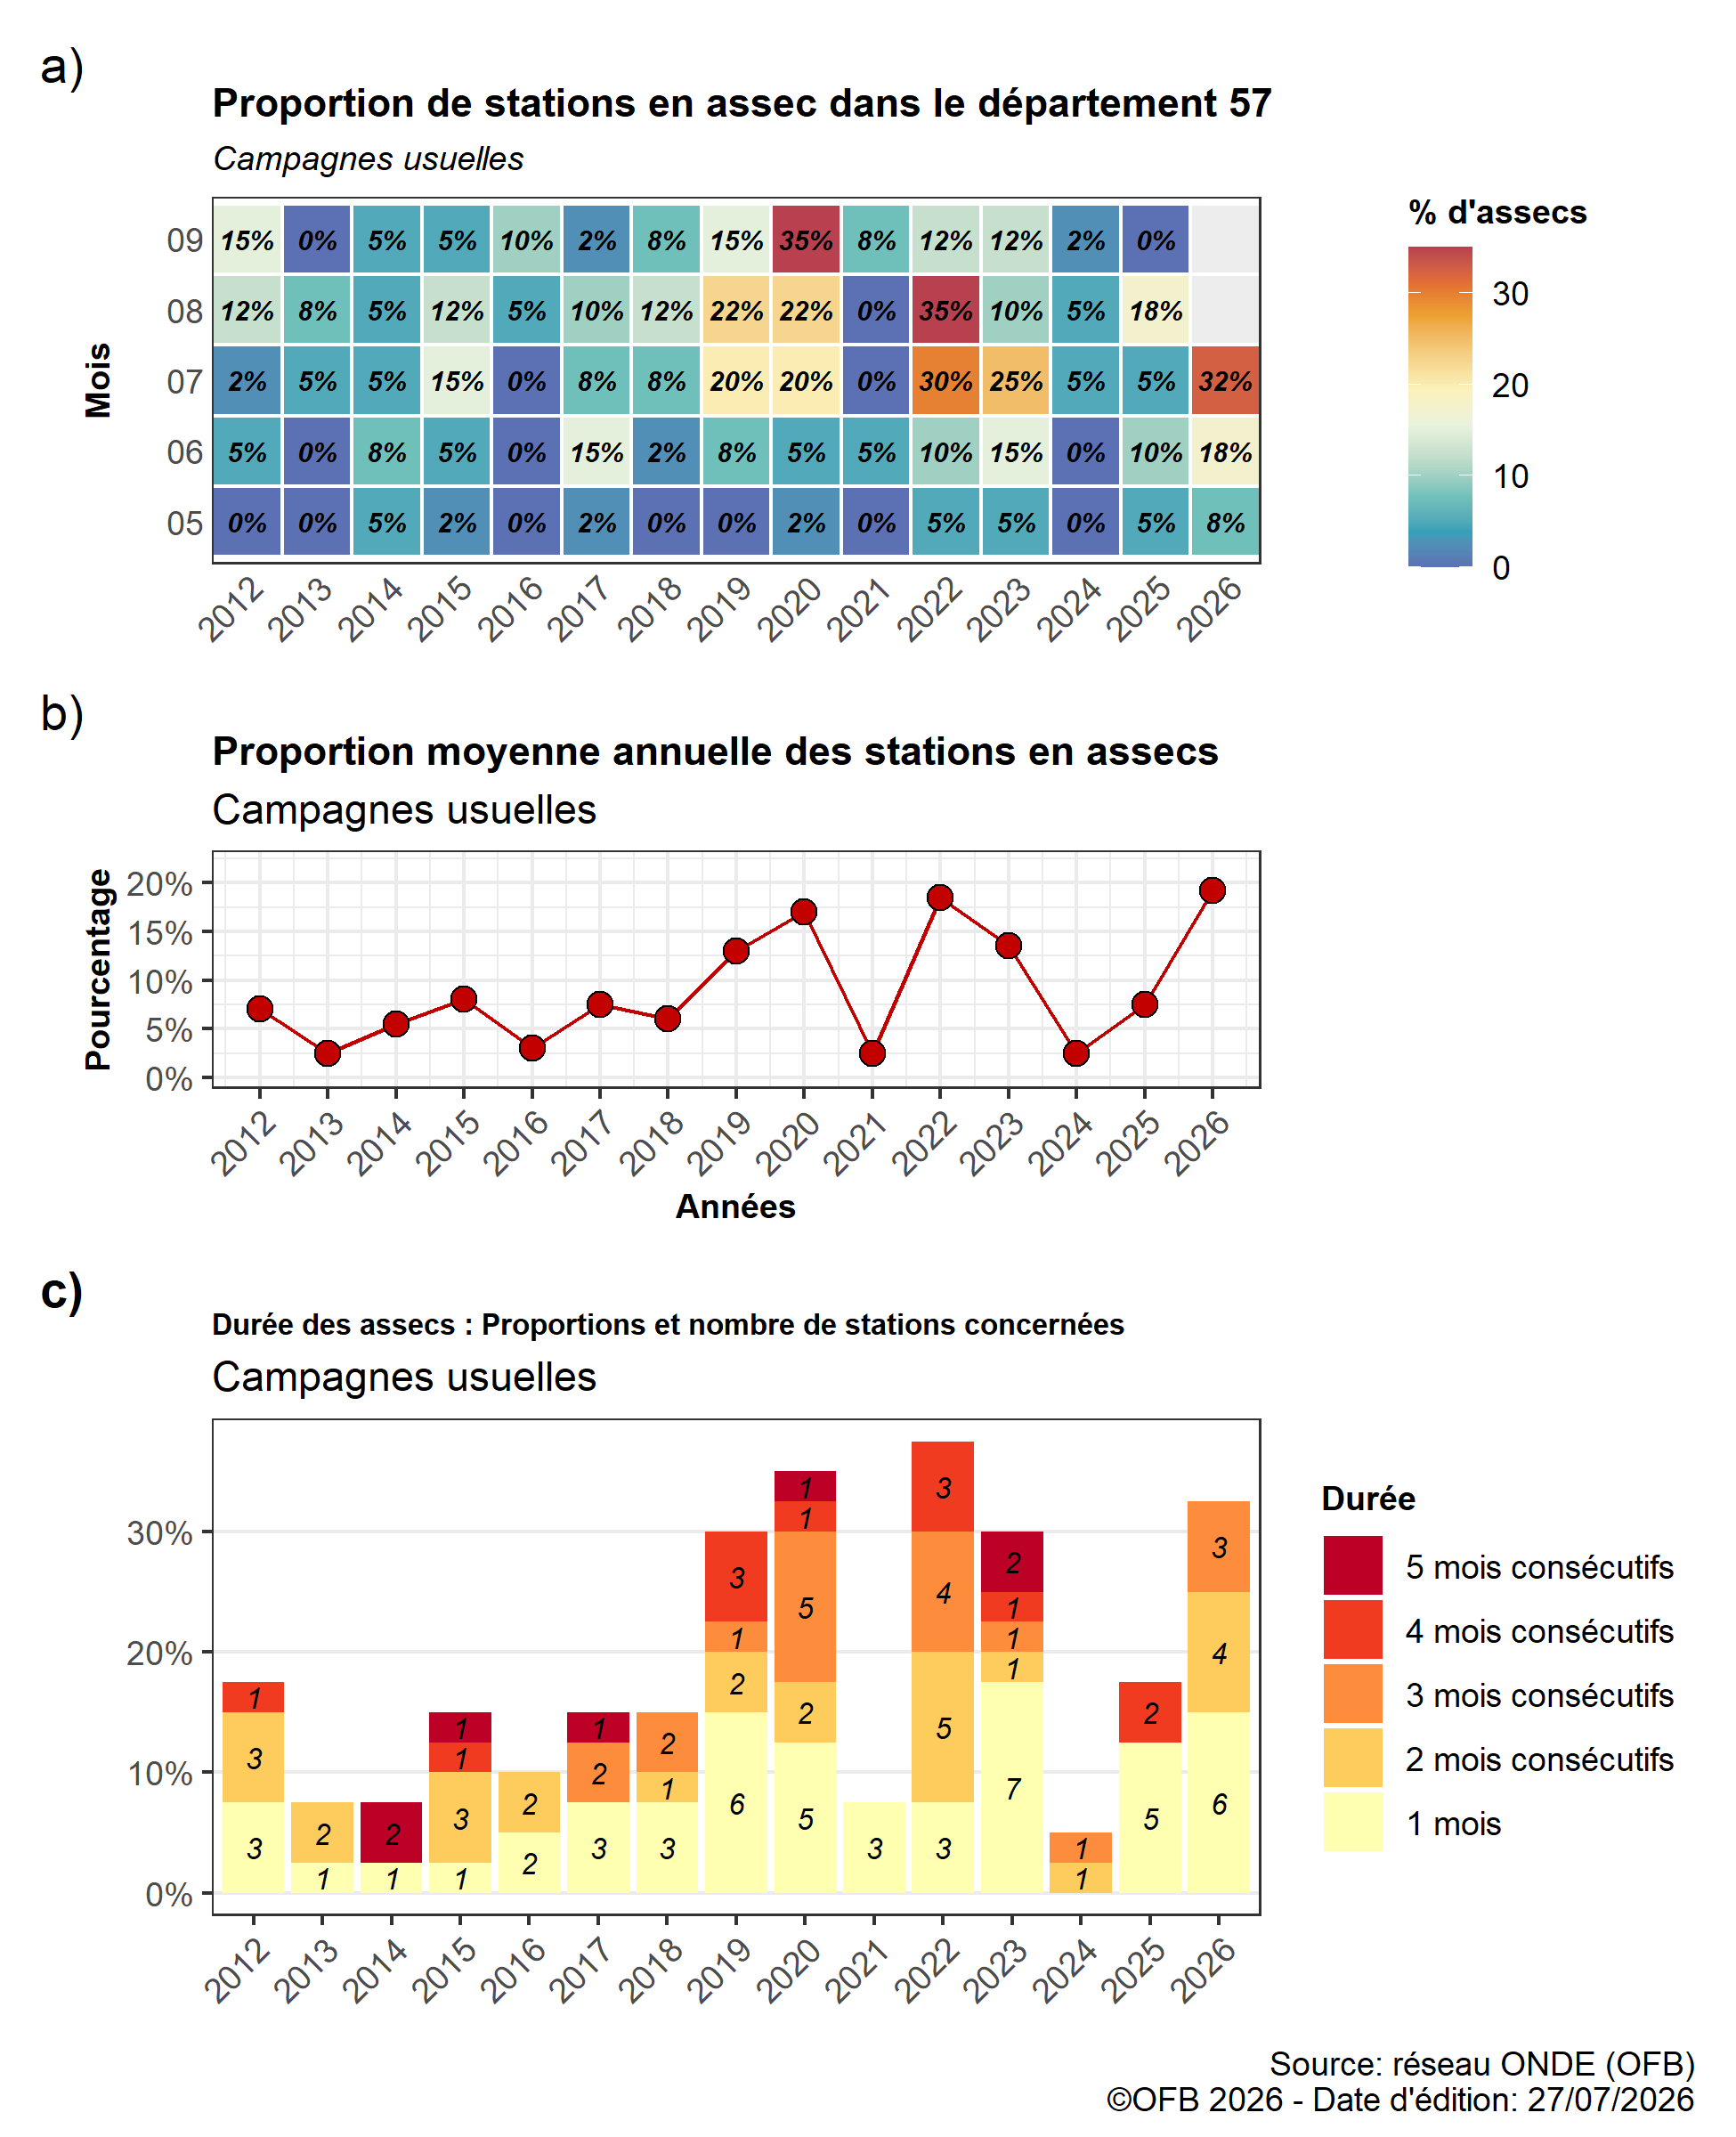 a)
Proportion de stations en assec dans le département 57
Campagnes usuelles
% d'assecs
30
20
10
0
Mois
09 15% 0% 5% 5% 10% 2% 8% 15% 35% 8% 12% 12% 2% 0%
08 12% 8% 5% 12% 5% 10% 12% 22% 22% 0% 35% 10% 5% 18%
07 2% 5% 5% 15% 0% 8% 8% 20% 20% 0% 30% 25% 5% 5% 32%
06 5% 0% 8% 5% 0% 15% 2% 8% 5% 5% 10% 15% 0% 10% 18%
05 0% 0% 5% 2% 0% 2% 0% 0% 2% 0% 5% 5% 0% 5% 8%
2012 2013 2014 2015 2016 2017 2018 2019 2020 2021 2022 2023 2024 2025 2026
b)
Proportion moyenne annuelle des stations en assecs
Campagnes usuelles
Pourcentage
20%
15%
10%
5%
0%
2012 2013 2014 2015 2016 2017 2018 2019 2020 2021 2022 2023 2024 2025 2026
Années
c)
Durée des assecs : Proportions et nombre de stations concernées
Campagnes usuelles
30%
20%
10%
0%
1 3 3
2 1
2 1
1 1 3 1
2 2
1 2 3
2 1 3
3 1 2 6
1 1 5 2 5
3
3 4 5 3
2 1 1 1 7
1 1
2 5
3 4 6
2012 2013 2014 2015 2016 2017 2018 2019 2020 2021 2022 2023 2024 2025 2026
Durée
5 mois consécutifs
4 mois consécutifs
3 mois consécutifs
2 mois consécutifs
1 mois
Source: réseau ONDE (OFB)
©OFB 2026 - Date d'édition: 27/07/2026